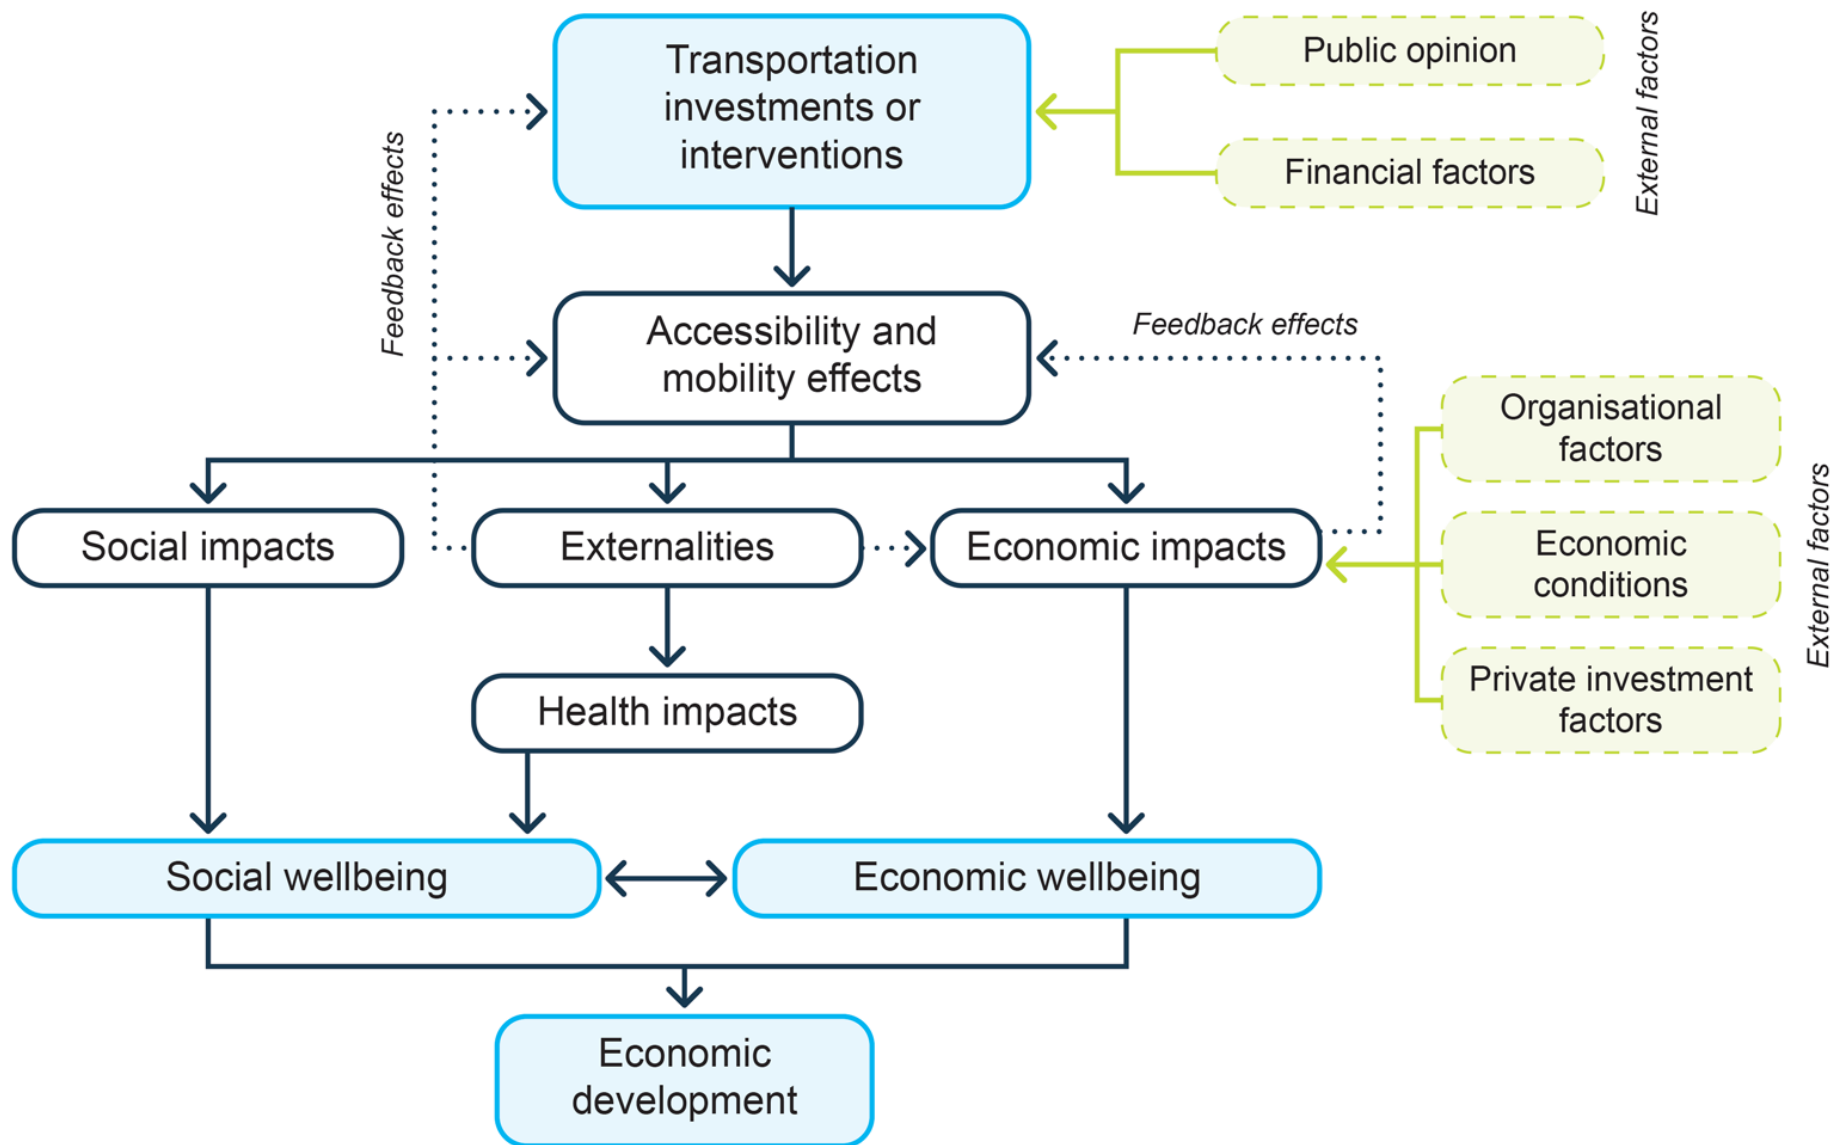 Transportation
investments or
interventions
Public opinion
Financial factors
External factors
Feedback effects
Accessibility and
mobility effects
Feedback effects
Organisational
factors
Economic
conditions
Private investment
factors
External factors
Social impacts
Externalities
Economic impacts
Health impacts
Social wellbeing
Economic wellbeing
Economic
development